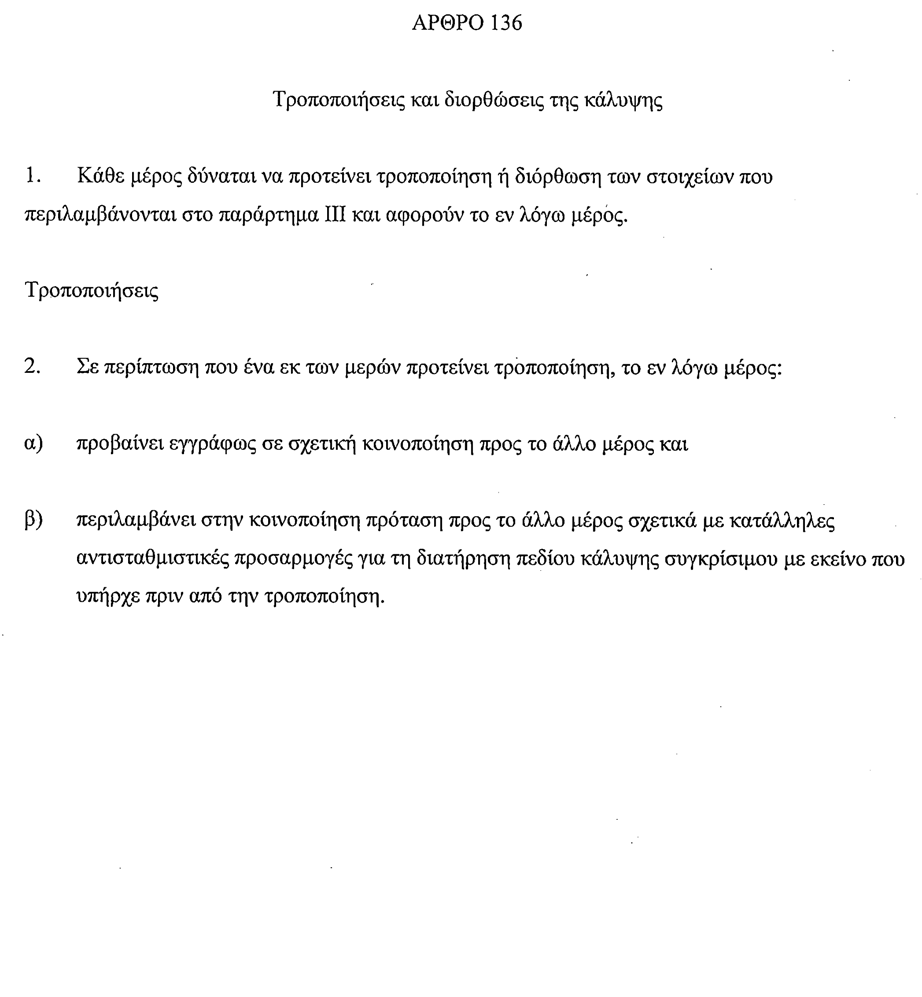 ΑΡΘΡΟ 136
Τροποποιήσεις και διορθώσεις της κάλυψης
1. Κάθε μέρος δύναται να προτείνει τροποποίηση ή διόρθωση των στοιχείων που
περιλαμβάνονται στο παράρτημα III και αφορούν το εν λόγω μέρος.
Τροποποιήσεις
2. Σε περίπτωση που ένα εκ των μερών προτείνει τροποποίηση, το εν λόγω μέρος:
α) προβαίνει εγγράφως σε σχετική κοινοποίηση προς το άλλο μέρος και
β) περιλαμβάνει στην κοινοποίηση πρόταση προς το άλλο μέρος σχετικά με κατάλληλες
αντισταθμιστικές προσαρμογές για τη διατήρηση πεδίου κάλυψης συγκρίσιμου με εκείνο που
υπήρχε πριν από την τροποποίηση.